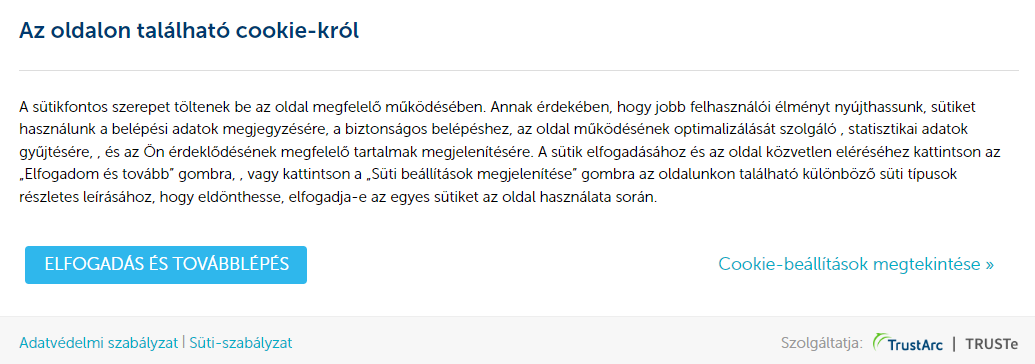 Az oldalon található cookie-król
A sütikfontos szerepet töltenek be az oldal megfelelő működésében. Annak érdekében, hogy jobb felhasználói élményt nyújthassunk, sütiket
használunk a belépési adatok megjegyzésére, a biztonságos belépéshez, az oldal működésének optimalizálását szolgáló , statisztikai adatok
gyűjtésére, , és az Ön érdeklődésének megfelelő tartalmak megjelenítésére. A sütik elfogadásához és az oldal közvetlen eléréséhez kattintson az
„Elfogadom és tovább” gombra, , vagy kattintson a „Süti beállítások megjelenítése” gombra az oldalunkon található különböző süti típusok
részletes leírásához, hogy eldönthesse, elfogadja-e az egyes sütiket az oldal használata során.
ELFOGADÁS ÉS TOVÁBBLÉPÉS
Cookie-beállítások megtekintése »
Adatvédelmi szabályzat | Süti-szabályzat
Szolgáltatja: TrustArc | TRUSTe